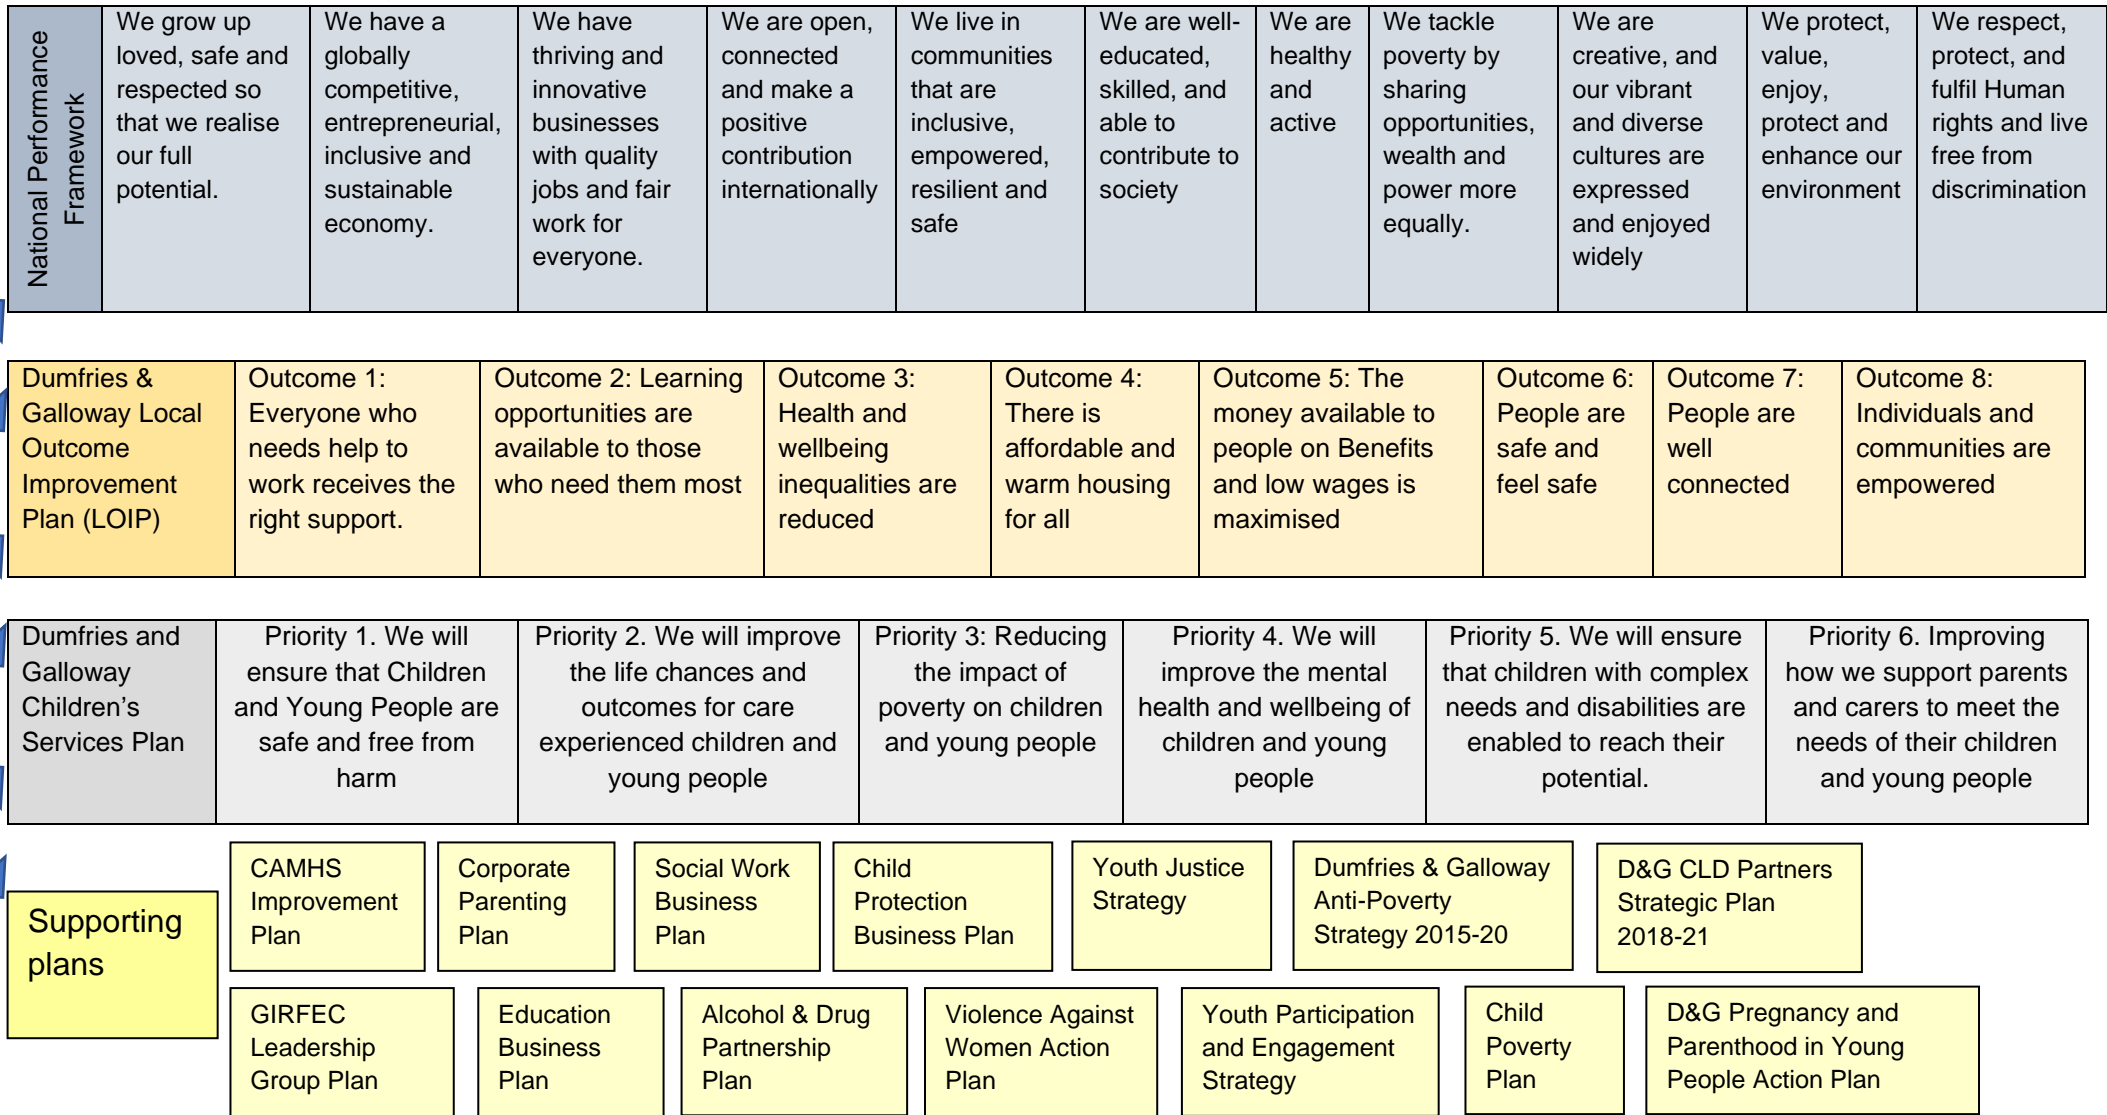 National Performance
Framework
We grow up
loved, safe and
respected so
that we realise
our full
potential.
We have a
globally
competitive,
entrepreneurial,
inclusive and
sustainable
economy.
We have
thriving and
innovative
businesses
with quality
jobs and fair
work for
everyone.
We are open,
connected
and make a
positive
contribution
internationally
We live in
communities
that are
inclusive,
empowered,
resilient and
safe
We are well-
educated,
skilled, and
able to
contribute to
society
We are
healthy
and
active
We tackle
poverty by
sharing
opportunities,
wealth and
power more
equally.
We are
creative, and
our vibrant
and diverse
cultures are
expressed
and enjoyed
widely
We protect,
value,
enjoy,
protect and
enhance our
environment
We respect,
protect, and
fulfil Human
rights and live
free from
discrimination
Dumfries &
Galloway Local
Outcome
Improvement
Plan (LOIP)
Outcome 1:
Everyone who
needs help to
work receives the
right support.
Outcome 2: Learning
opportunities are
available to those
who need them most
Outcome 3:
Health and
wellbeing
inequalities are
reduced
Outcome 4:
There is
affordable and
warm housing
for all
Outcome 5: The
money available to
people on Benefits
and low wages is
maximised
Outcome 6:
People are
safe and
feel safe
Outcome 7:
People are
well
connected
Outcome 8:
Individuals and
communities are
empowered
Dumfries and
Galloway
Children’s
Services Plan
Priority 1. We will
ensure that Children
and Young People are
safe and free from
harm
Priority 2. We will improve
the life chances and
outcomes for care
experienced children and
young people
Priority 3: Reducing
the impact of
poverty on children
and young people
Priority 4. We will
improve the mental
health and wellbeing of
children and young
people
Priority 5. We will ensure
that children with complex
needs and disabilities are
enabled to reach their
potential.
Priority 6. Improving
how we support parents
and carers to meet the
needs of their children
and young people
Supporting
plans
CAMHS
Improvement
Plan
Corporate
Parenting
Plan
Social Work
Business
Plan
Child
Protection
Business Plan
Youth Justice
Strategy
Dumfries & Galloway
Anti-Poverty
Strategy 2015-20
D&G CLD Partners
Strategic Plan
2018-21
GIRFEC
Leadership
Group Plan
Education
Business
Plan
Alcohol & Drug
Partnership
Plan
Violence Against
Women Action
Plan
Youth Participation
and Engagement
Strategy
Child
Poverty
Plan
D&G Pregnancy and
Parenthood in Young
People Action Plan